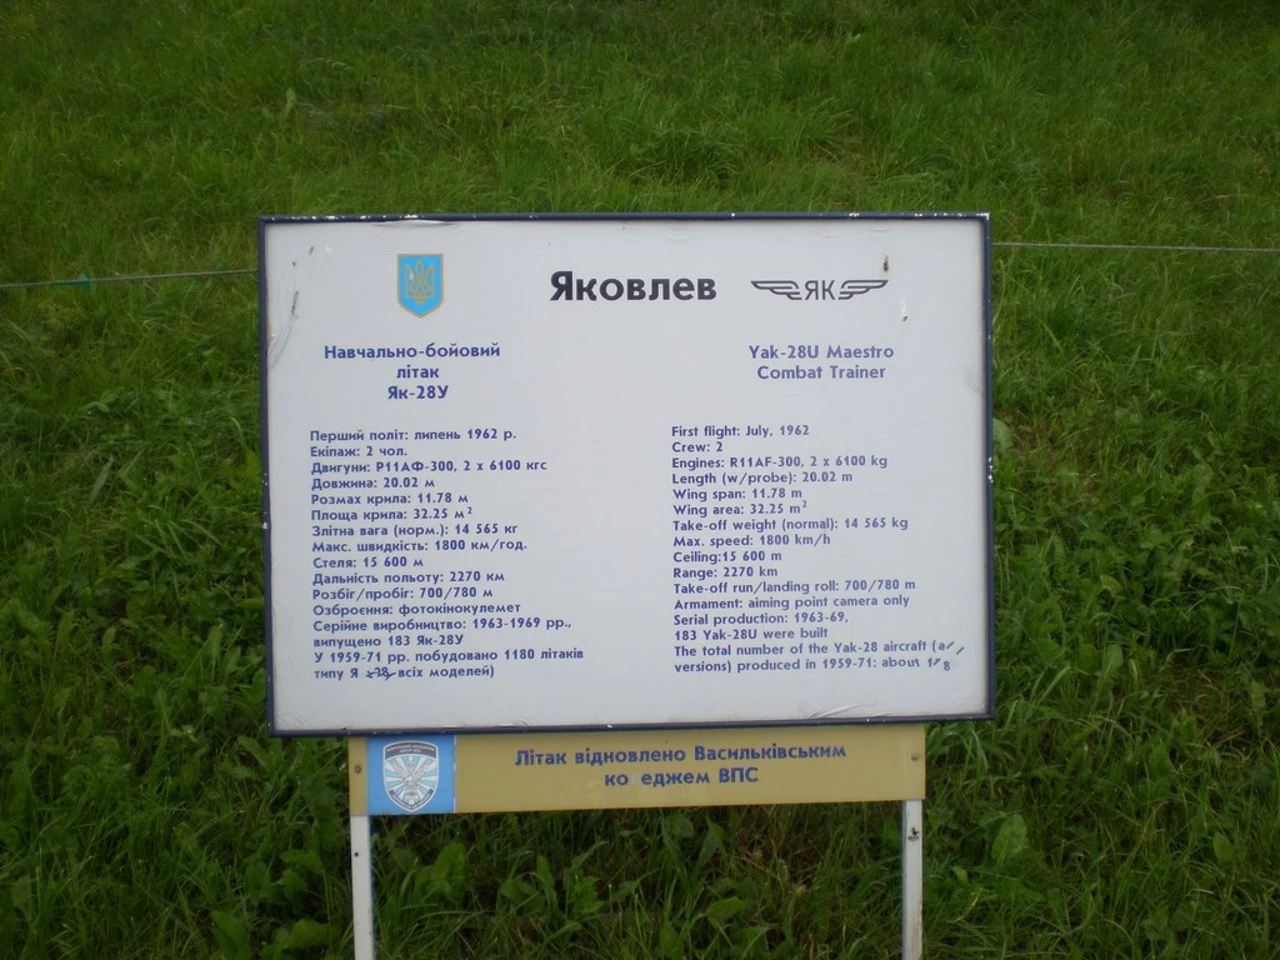 Яковлев
ЯК
Навчально-бойовий
літак
Як-28У
Перший політ: липень 1962 р.
Екіпаж: 2 чол.
Двигуни: Р11АФ-300, 2 х 6100 кгс
Довжина: 20.02 м
Розмах крила: 11.78 м
Площа крила: 32.25 м²
Злітна вага (норм.): 14 565 кг
Макс. швидкість: 1800 км/год.
Стеля: 15 600 м
Дальність польоту: 2270 км
Розбіг/пробіг: 700/780 м
Озброєння: фотокінокулемет
Серійне виробництво: 1963-1969 рр.,
випущено 183 Як-28У
У 1959-71 рр. побудовано 1180 літаків
типу Я -28 всіх моделей)
Yak-28U Maestro
Combat Trainer
First flight: July, 1962
Crew: 2
Engines: R11AF-300, 2 x 6100 kg
Length (w/probe): 20.02 m
Wing span: 11.78 m
Wing area: 32.25 m²
Take-off weight (normal): 14 565 kg
Max. speed: 1800 km/h
Ceiling:15 600 m
Range: 2270 km
Take-off run/landing roll: 700/780 m
Armament: aiming point camera only
Serial production: 1963-69,
183 Yak-28U were built
The total number of the Yak-28 aircraft
versions) produced in 1959-71: about
Літак відновлено Васильківським
ко еджем ВПС